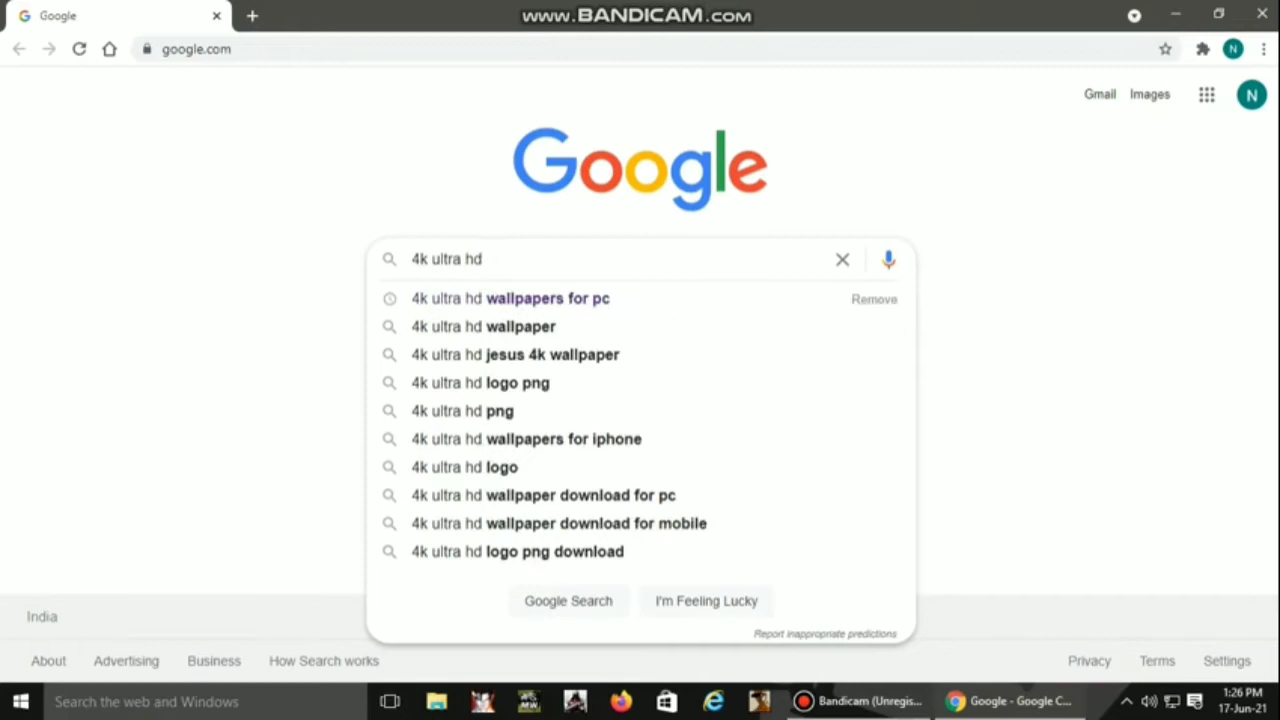 Google
www.BANDICAM.com
google.com
N
Gmail Images
N
Google
4k ultra hd
4k ultra hd wallpapers for pc Remove
4k ultra hd wallpaper
4k ultra hd jesus 4k wallpaper
4k ultra hd logo png
4k ultra hd png
4k ultra hd wallpapers for iphone
4k ultra hd logo
4k ultra hd wallpaper download for pc
4k ultra hd wallpaper download for mobile
4k ultra hd logo png download
Google Search I'm Feeling Lucky
Report inappropriate predictions
India
About Advertising Business How Search works Privacy Terms Settings
Search the web and Windows
Bandicam (Unregis...
Google - Google C...
1:26 PM
17-Jun-21